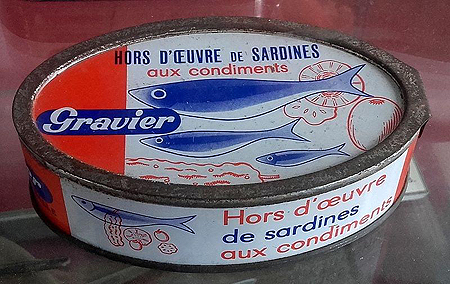 HORS D'ŒUVRE DE SARDINES
aux condiments
Gravier
Hors d'œuvre
de sardines
aux condiments